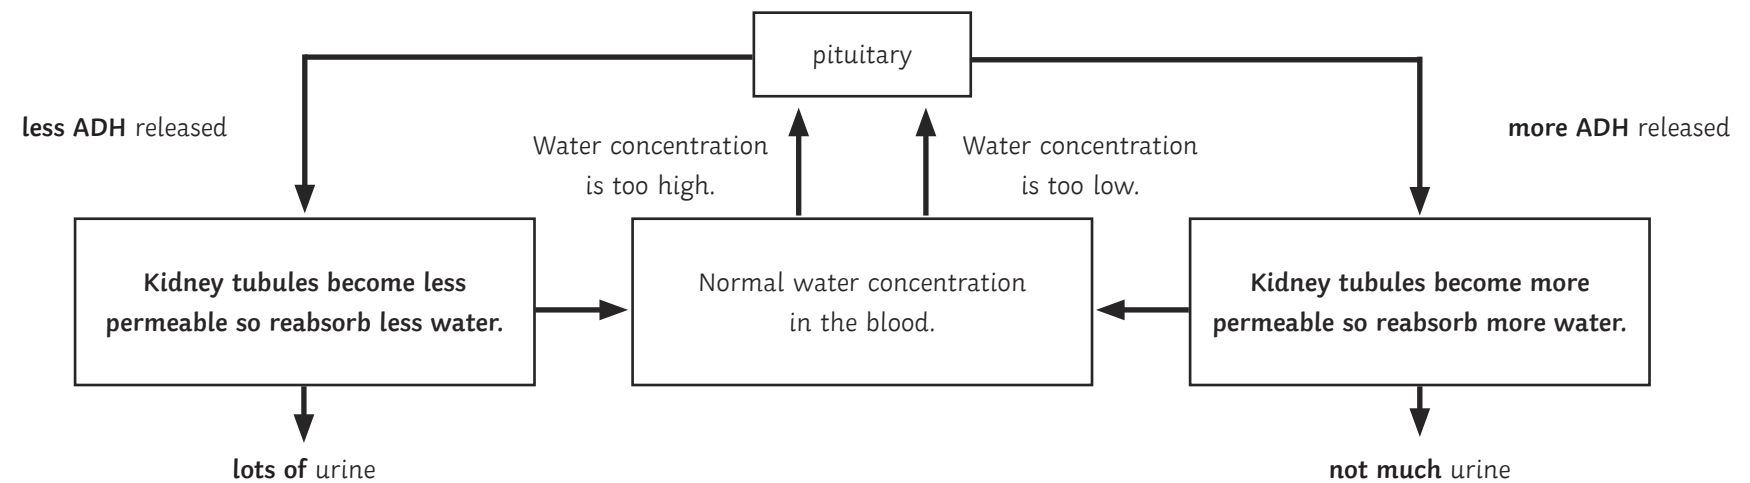 pituitary
less ADH released
more ADH released
Water concentration
is too high.
Water concentration
is too low.
Kidney tubules become less
permeable so reabsorb less water.
Normal water concentration
in the blood.
Kidney tubules become more
permeable so reabsorb more water.
lots of urine
not much urine